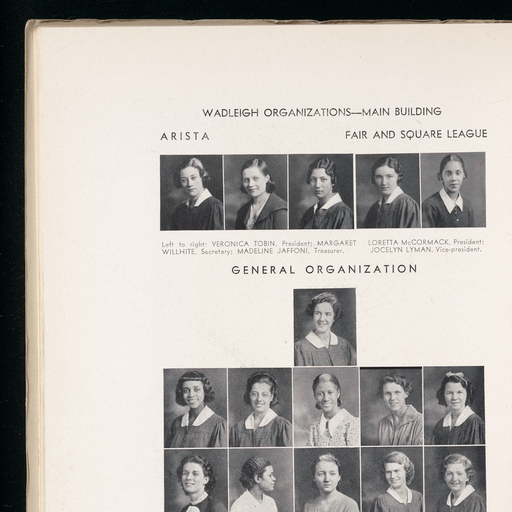 WADLEIGH ORGANIZATIONS—MAIN BUILDING
ARISTA
FAIR AND SQUARE LEAGUE
Left to right: VERONICA TOBIN, President; MARGARET
WILLHITE, Secretary; MADELINE JAFFONI, Treasurer.
LORETTA McCORMACK, President;
JOCELYN LYMAN, Vice-president.
GENERAL ORGANIZATION